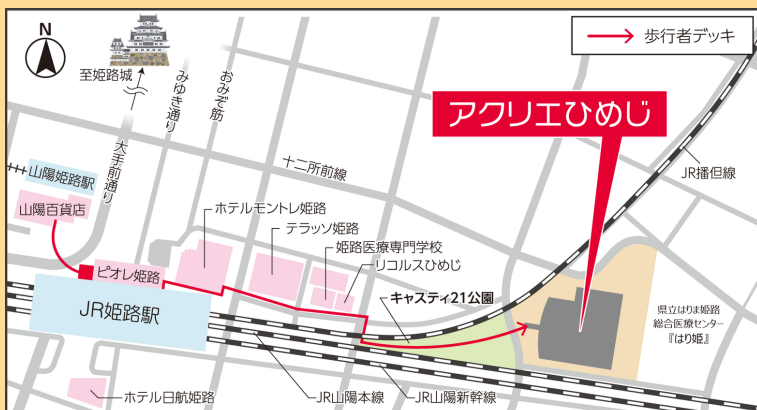 N
至姫路城
みゆき通り
おみぞ筋
歩行者デッキ
アクリエひめじ
大手前通り
十二所前線
JR播但線
山陽姫路駅
山陽百貨店
ホテルモントレ姫路
テラッソ姫路
姫路医療専門学校
リコルスひめじ
ピオレ姫路
キャスティ21公園
JR姫路駅
県立はりま姫路
総合医療センター
『はり姫』
ホテル日航姫路
JR山陽本線
JR山陽新幹線